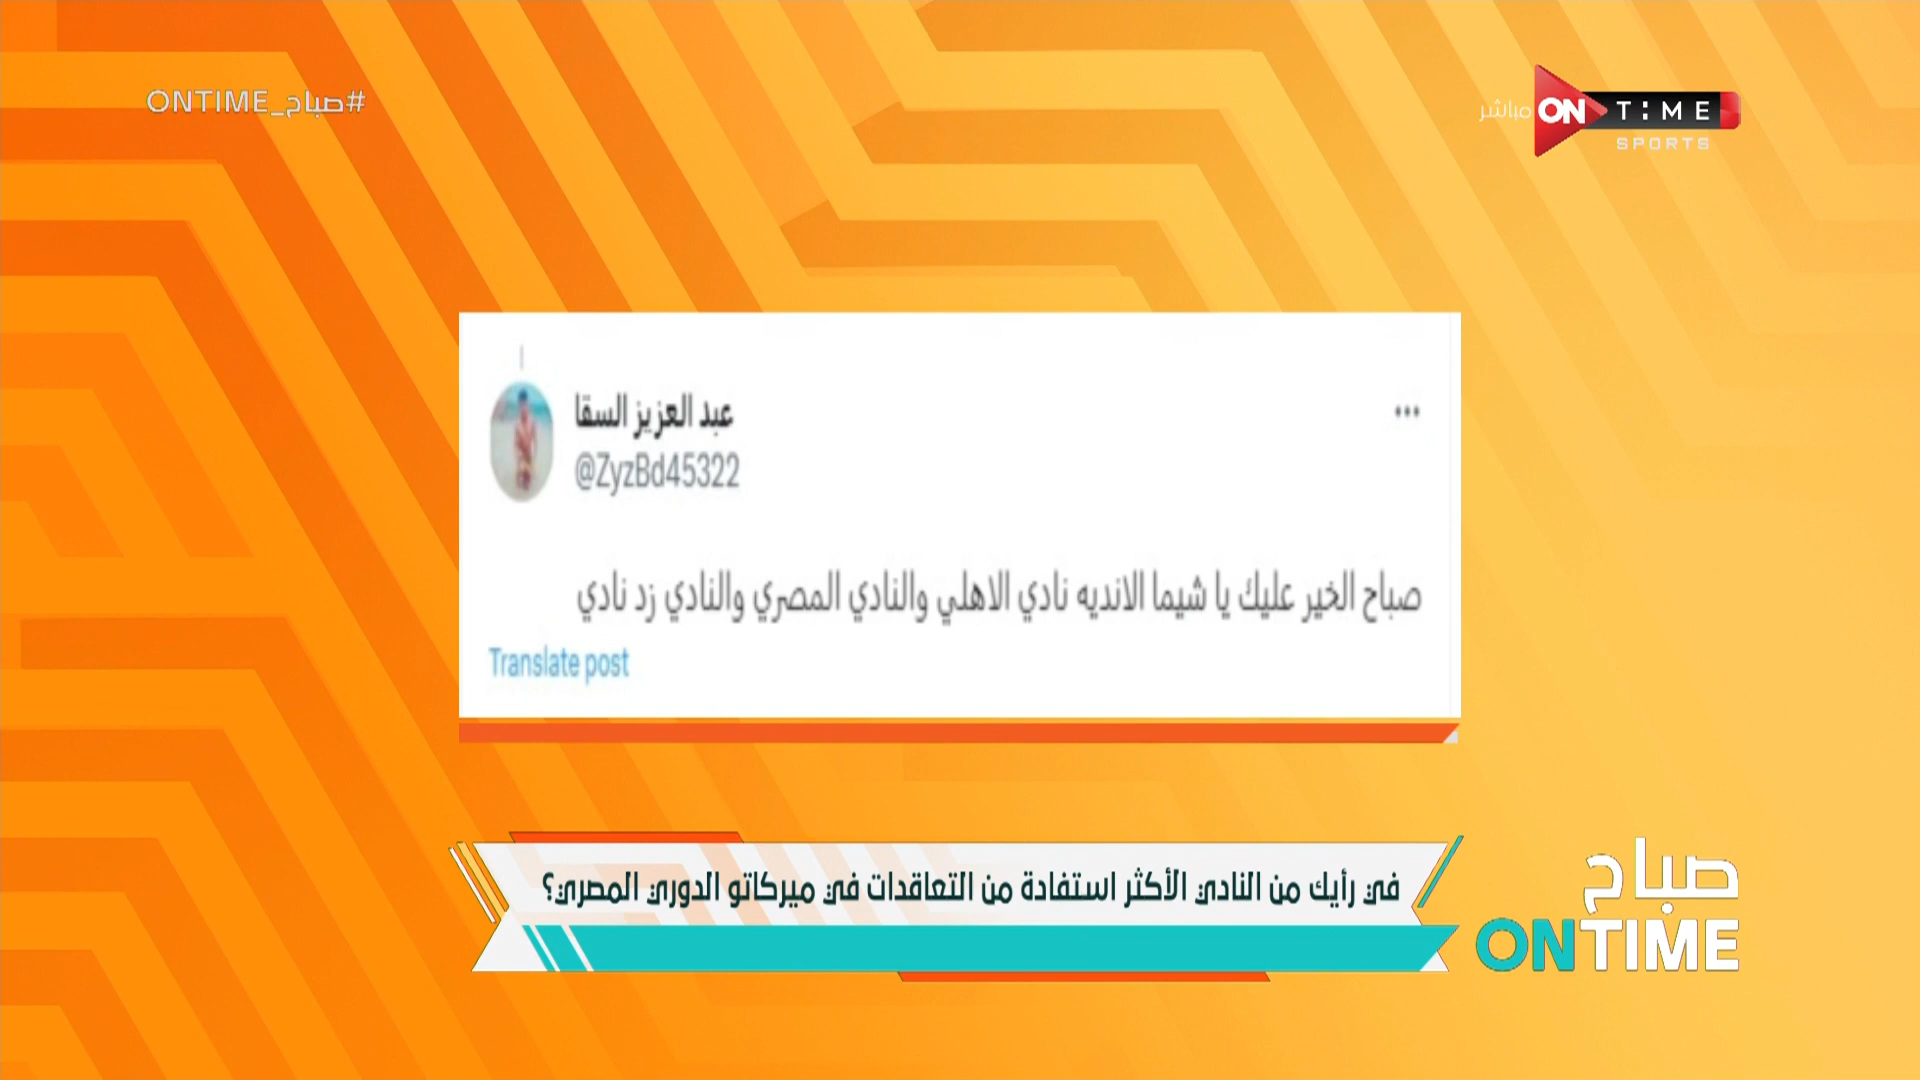 #صباح_ONTIME
مباشر ON TIME
SPORTS
عبد العزيز السقا
@ZyzBd45322
صباح الخير عليك يا شيما الانديه نادي الاهلي والنادي المصري والنادي زد نادي
Translate post
في رأيك من النادي الأكثر استفادة من التعاقدات في ميركاتو الدوري المصري؟
صباح
ONTIME